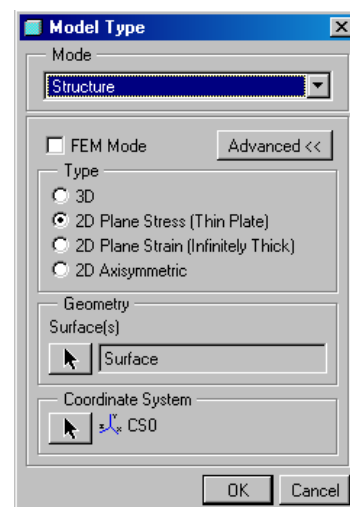 Model Type
Mode
Structure
FEM Mode
Advanced <<
Type
3D
2D Plane Stress (Thin Plate)
2D Plane Strain (Infinitely Thick)
2D Axisymmetric
Geometry
Surface(s)
Surface
Coordinate System
CS0
OK
Cancel